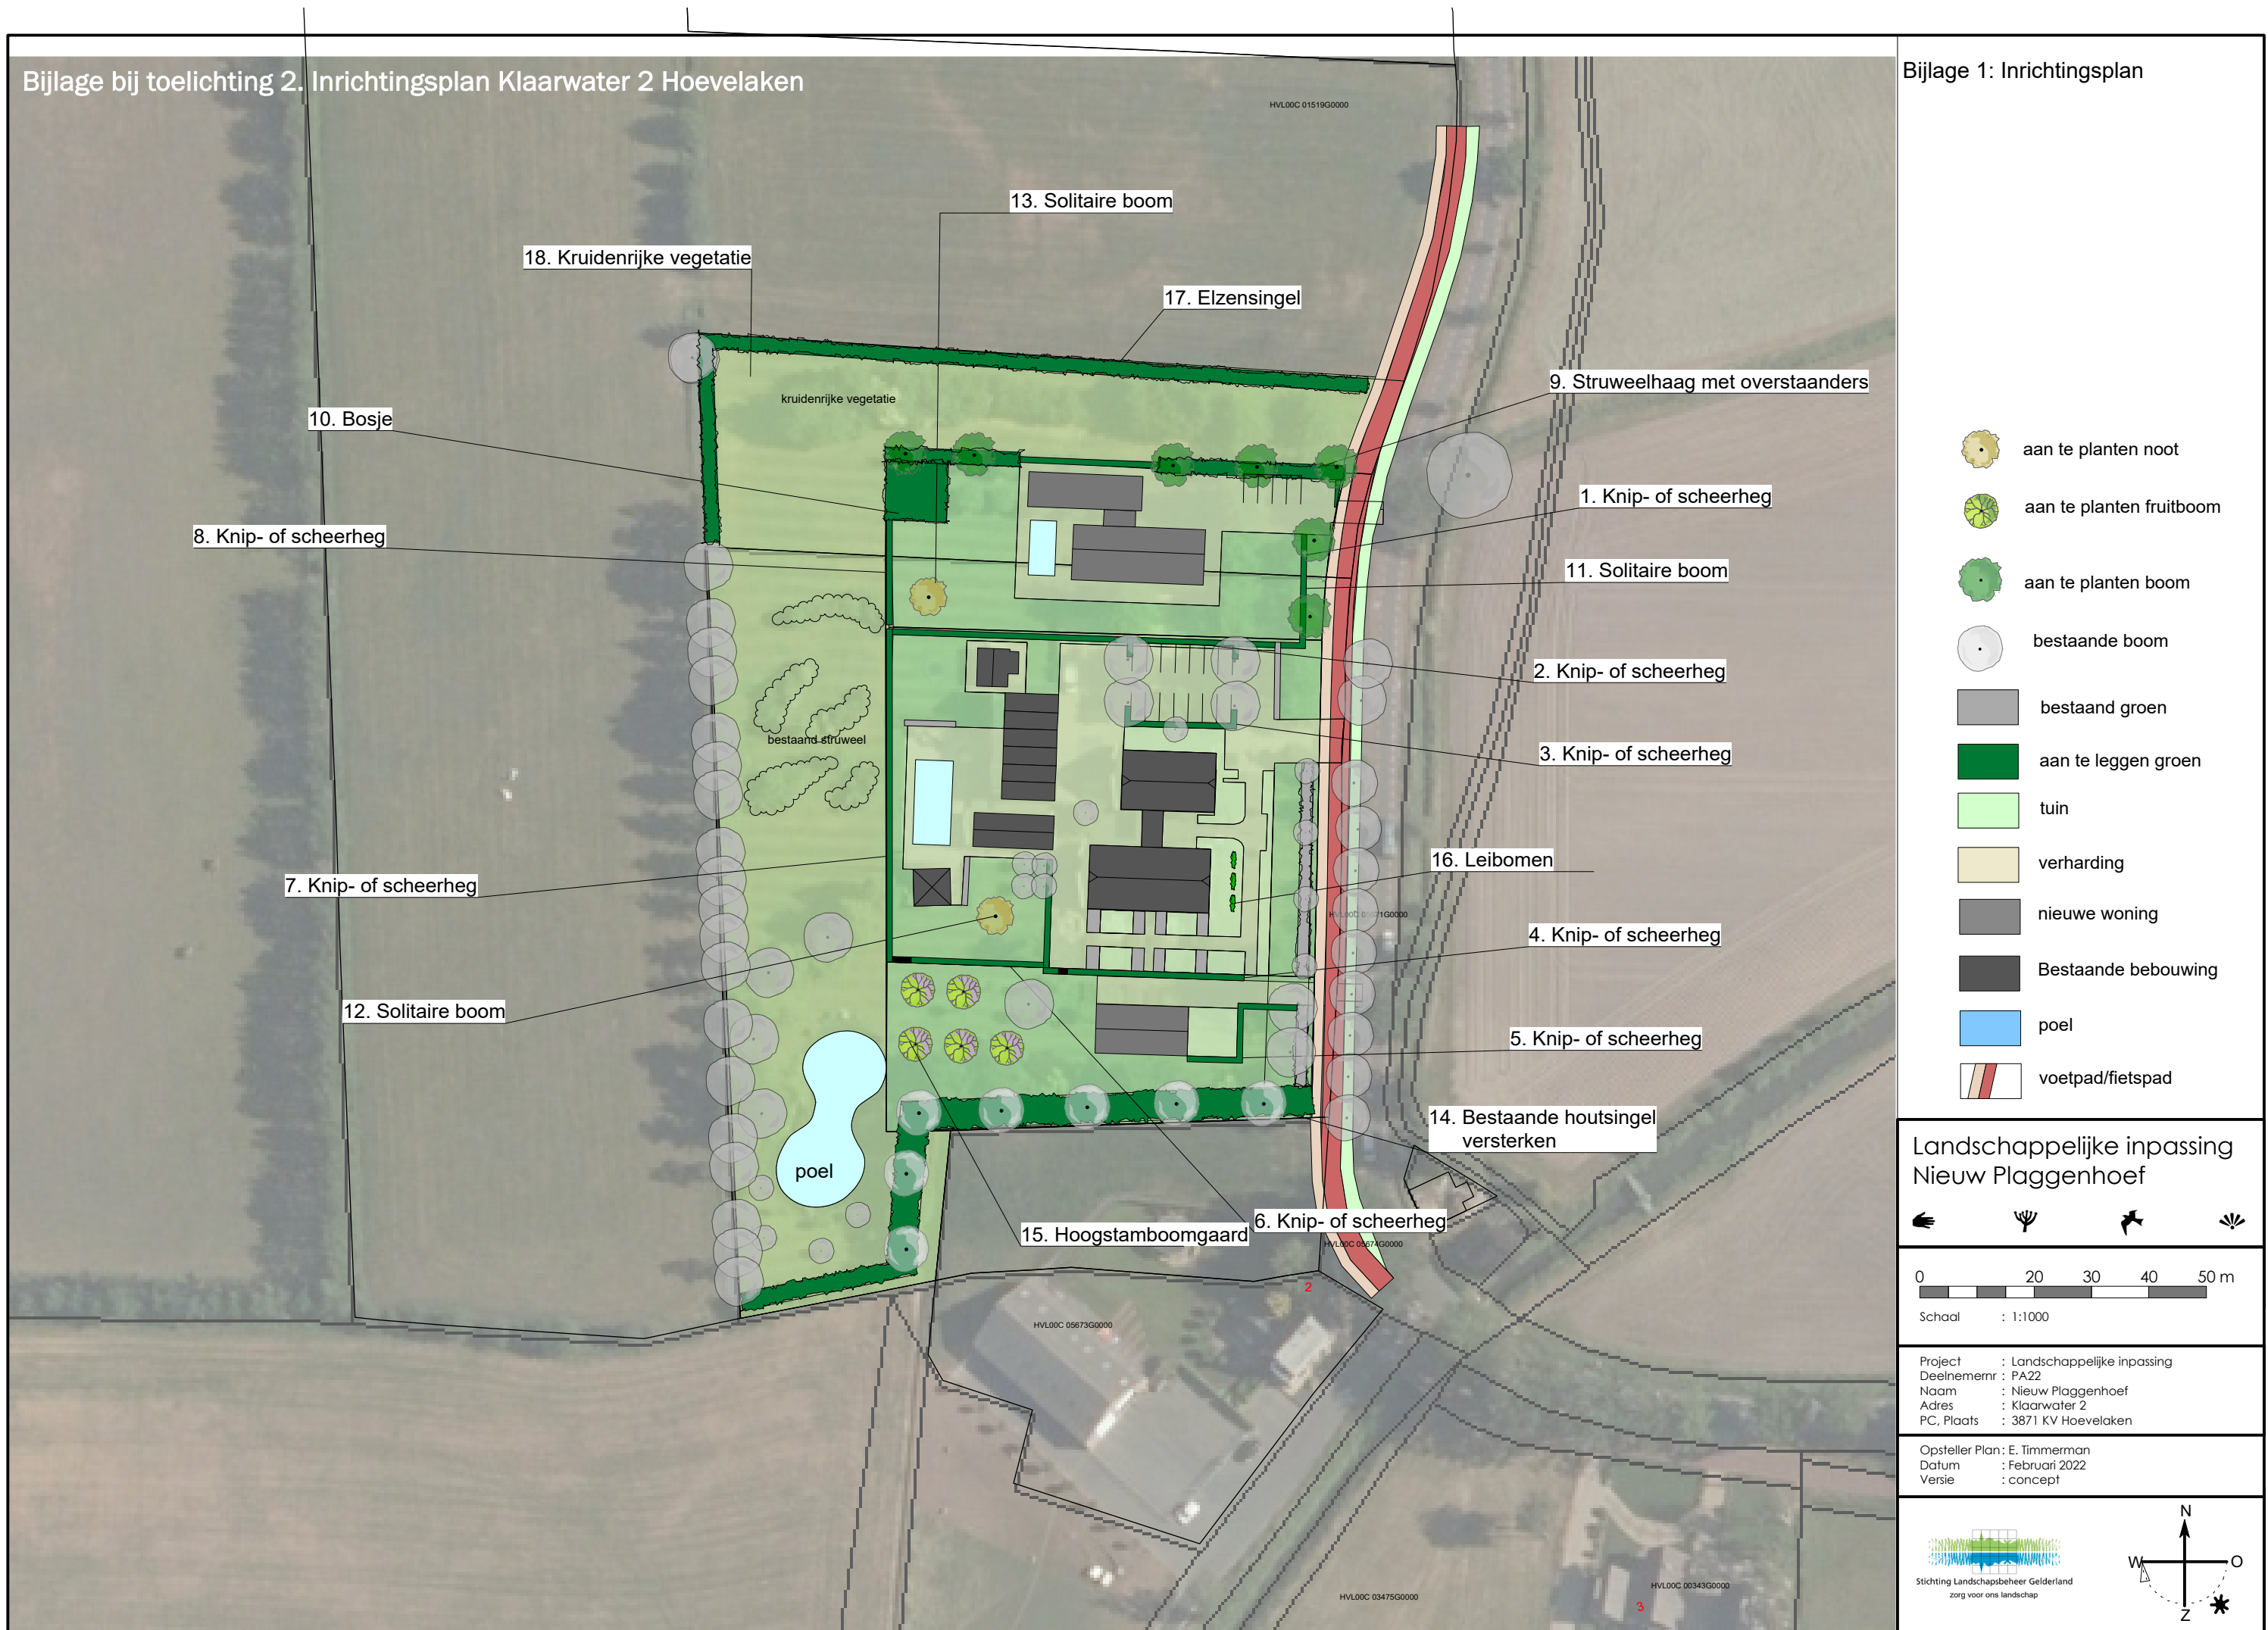 Bijlage bij toelichting 2. Inrichtingsplan Klaarwater 2 Hoevelaken
Bijlage 1: Inrichtingsplan
HVL00C 01519G0000
13. Solitaire boom
18. Kruidenrijke vegetatie
17. Elzensingel
kruidenrijke vegetatie
9. Struweelhaag met overstaanders
10. Bosje
1. Knip- of scheerheg
8. Knip- of scheerheg
11. Solitaire boom
2. Knip- of scheerheg
bestaand struweel
3. Knip- of scheerheg
16. Leibomen
7. Knip- of scheerheg
4. Knip- of scheerheg
12. Solitaire boom
5. Knip- of scheerheg
14. Bestaande houtsingel
versterken
poel
6. Knip- of scheerheg
15. Hoogstamboomgaard
HVL00C 05674G0000
2
HVL00C 05673G0000
HVL00C 03475G0000
HVL00C 00343G0000
3
aan te planten noot
aan te planten fruitboom
aan te planten boom
bestaande boom
bestaand groen
aan te leggen groen
tuin
verharding
nieuwe woning
Bestaande bebouwing
poel
voetpad/fietspad
Landschappelijke inpassing
Nieuw Plaggenhoef
0 20 30 40 50 m
Schaal : 1:1000
Project : Landschappelijke inpassing
Deelnemernr : PA22
Naam : Nieuw Plaggenhoef
Adres : Klaarwater 2
PC, Plaats : 3871 KV Hoevelaken
Opsteller Plan : E. Timmerman
Datum : Februari 2022
Versie : concept
Stichting Landschapsbeheer Gelderland
zorg voor ons landschap
N
W
O
Z